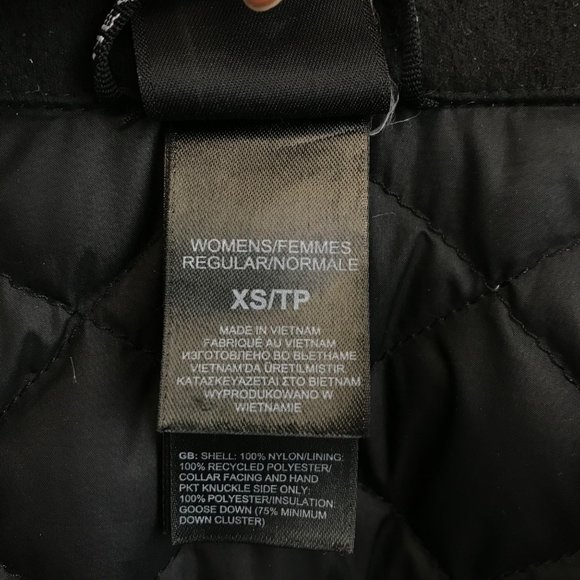 WOMENS/FEMMES
REGULAR/NORMALE
XS/TP
MADE IN VIETNAM
FABRIQUÉ AU VIETNAM
ИЗГОТОВЛЕНО ВО ВЬЕТНАМЕ
VIETNAM'DA ÜRETILMISTIR.
ΚΑΤΑΣΚΕΥΑΖΕΤΑΙ ΣΤΟ ΒΙΕΤΝΑΜ
WYPRODUKOWANO W
WIETNAMIE
GB: SHELL: 100% NYLON/LINING:
100% RECYCLED POLYESTER/
COLLAR FACING AND HAND
PKT KNUCKLE SIDE ONLY:
100% POLYESTER/INSULATION:
GOOSE DOWN (75% MINIMUM
DOWN CLUSTER)